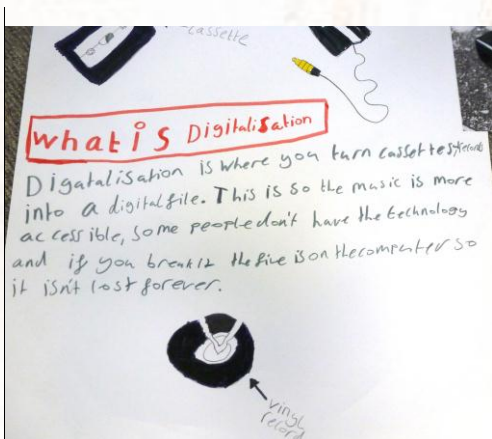 cassette
What is Digitalisation
Digatalisation is where you turn cassettes/records
into a digital file. This is so the music is more
accessible, some people don't have the technology
and if you break it the file is on the computer so
it isn't lost forever.
vinyl
record